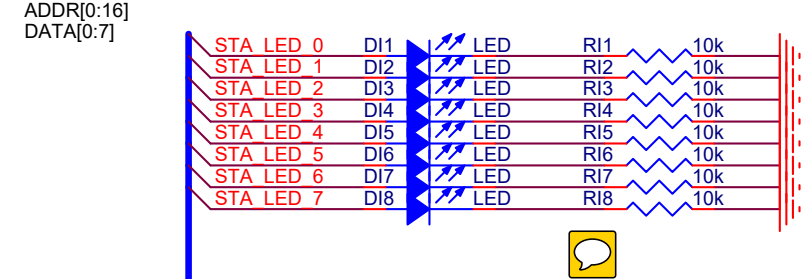 ADDR[0:16]
DATA[0:7]
STA_LED_0 DI1 LED RI1 10k
STA_LED_1 DI2 LED RI2 10k
STA_LED_2 DI3 LED RI3 10k
STA_LED_3 DI4 LED RI4 10k
STA_LED_4 DI5 LED RI5 10k
STA_LED_5 DI6 LED RI6 10k
STA_LED_6 DI7 LED RI7 10k
STA_LED_7 DI8 LED RI8 10k